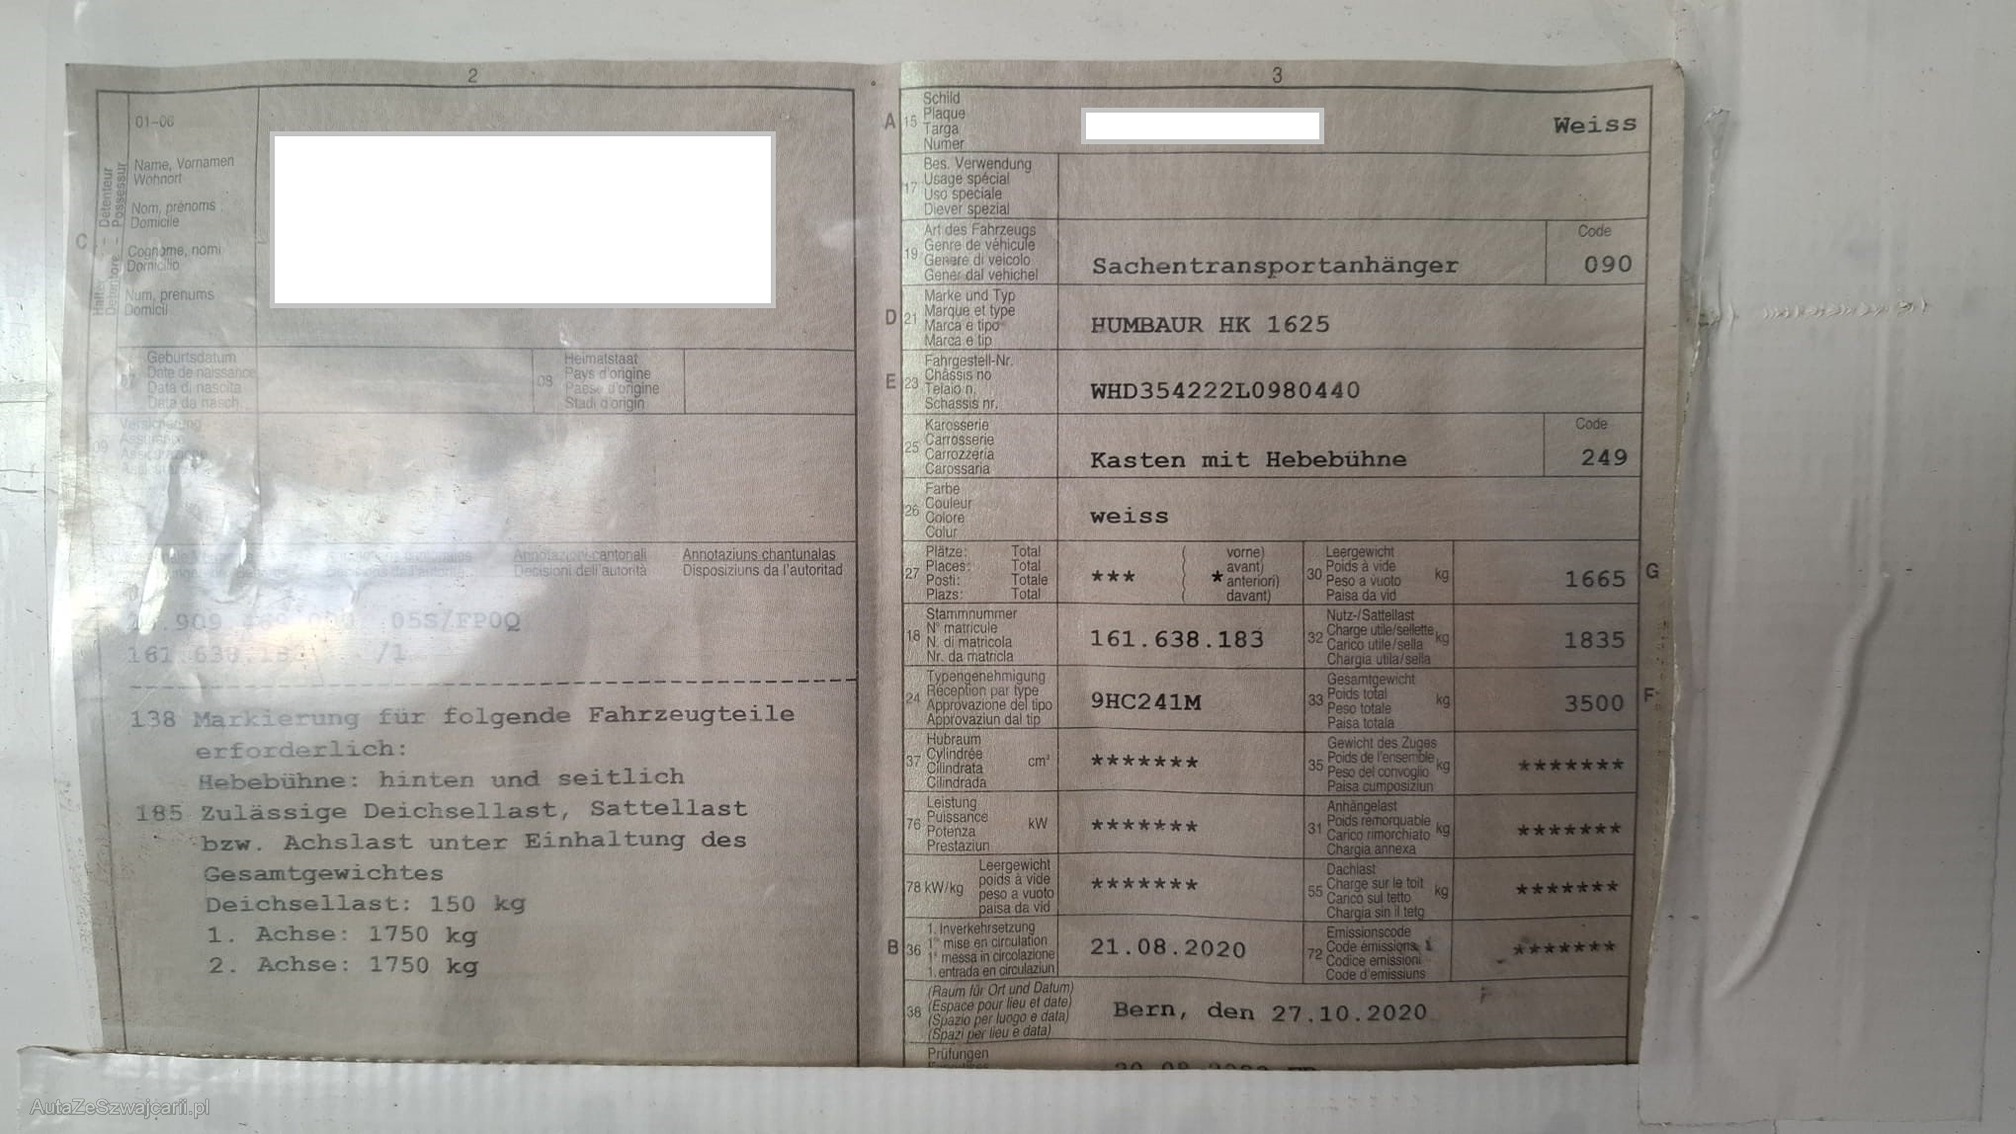 2
01-06
C
Name, Vornamen
Wohnort
Nom, prénoms
Domicile
Cognome, nomi
Domicilio
Num, prenums
Domicil
Détenteur
Possessur
Geburtsdatum
Date de naissance
Data di nascita
Data da nasch.
08
Heimatstaat
Pays d'origine
Paese d'origine
Stadi d'origin
Versicherung
09
Annotazioni cantonali
Decisioni dell'autorità
Annotaziuns chantunalas
Disposiziuns da l'autoritad
05S/FP0Q
/1
138 Markierung für folgende Fahrzeugteile
erforderlich:
Hebebühne: hinten und seitlich
185 Zulässige Deichsellast, Sattellast
bzw. Achslast unter Einhaltung des
Gesamtgewichtes
Deichsellast: 150 kg
1. Achse: 1750 kg
2. Achse: 1750 kg
3
A 15 Schild
Plaque
Targa
Numer
Weiss
17 Bes. Verwendung
Usage spécial
Uso speciale
Diever spezial
19 Art des Fahrzeugs
Genre de véhicule
Genere di veicolo
Gener dal vehichel
Sachentransportanhänger
Code
090
D 21 Marke und Typ
Marque et type
Marca e tipo
Marca e tip
HUMBAUR HK 1625
E 23 Fahrgestell-Nr.
Châssis no
Telaio n.
Schassis nr.
WHD354222L0980440
25 Karosserie
Carrosserie
Carrozzeria
Carossaria
Kasten mit Hebebühne
Code
249
26 Farbe
Couleur
Colore
Colur
weiss
27 Plätze: Total
Places: Total
Posti: Totale
Plazs: Total
*** ( vorne)
( avant)
( * anteriori)
( davant)
30 Leergewicht
Poids à vide
Peso a vuoto
Paisa da vid
kg
1665
G
18 Stammnummer
N° matricule
N. di matricola
Nr. da matricla
161.638.183
32 Nutz-/Sattellast
Charge utile/sellette
Carico utile/sella
Chargia utila/sella
kg
1835
24 Typengenehmigung
Réception par type
Approvazione del tipo
Approvaziun dal tip
9HC241M
33 Gesamtgewicht
Poids total
Peso totale
Paisa totala
kg
3500
F
37 Hubraum
Cylindrée
Cilindrata
Cilindrada
cm³
*******
35 Gewicht des Zuges
Poids de l'ensemble
Peso del convoglio
Paisa cumposiziun
kg
*******
76 Leistung
Puissance
Potenza
Prestaziun
kW
*******
31 Anhängelast
Poids remorquable
Carico rimorchiato
Chargia annexa
kg
*******
78 kW/kg
Leergewicht
poids à vide
peso a vuoto
paisa da vid
*******
55 Dachlast
Charge sur le toit
Carico sul tetto
Chargia sin il tetg
kg
*******
B 36 1. Inverkehrsetzung
1re mise en circulation
1a messa in circolazione
1. entrada en circulaziun
21.08.2020
72 Emissionscode
Code émissions
Codice emissioni
Code d'emissiuns
*******
38 (Raum für Ort und Datum)
(Espace pour lieu et date)
(Spazio per luogo e data)
(Spazi per lieu e data)
Bern, den 27.10.2020
Prüfungen
AutaZeSzwajcarii.pl